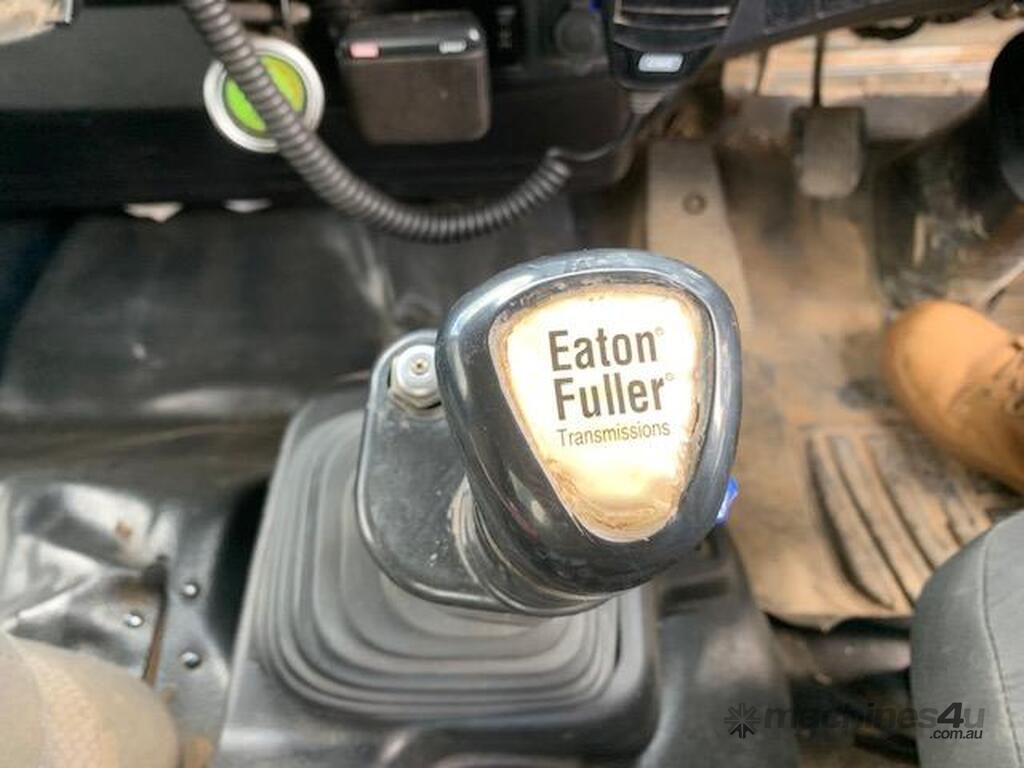 Eaton®
Fuller®
Transmissions
machines4u
.com.au